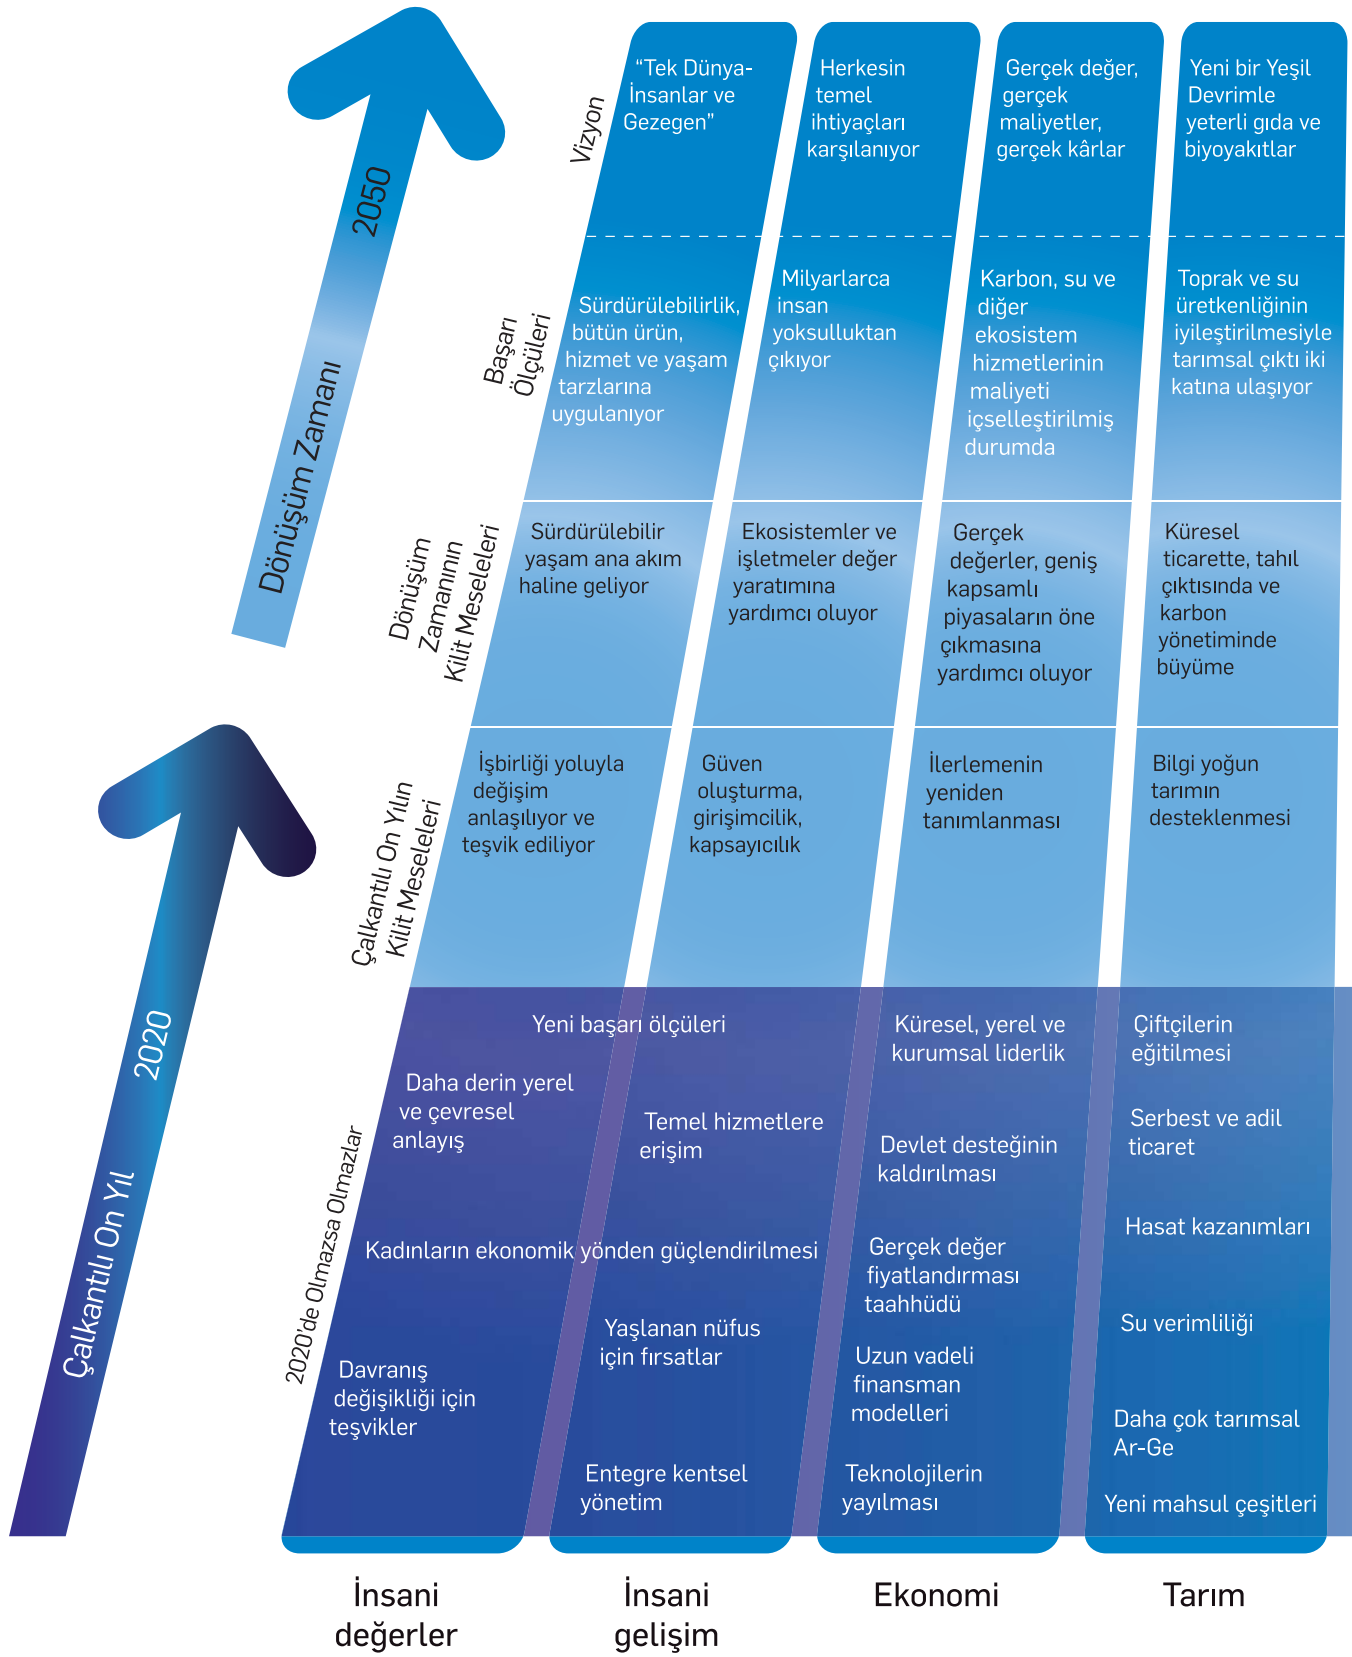 2050
Dönüşüm Zamanı
2020
Çalkantılı On Yıl
Vizyon
“Tek Dünya-
İnsanlar ve
Gezegen”
Herkesin
temel
ihtiyaçları
karşılanıyor
Gerçek değer,
gerçek
maliyetler,
gerçek kârlar
Yeni bir Yeşil
Devrimle
yeterli gıda ve
biyoyakıtlar
Başarı
Ölçüleri
Sürdürülebilirlik,
bütün ürün,
hizmet ve yaşam
tarzlarına
uygulanıyor
Milyarlarca
insan
yoksulluktan
çıkıyor
Karbon, su ve
diğer
ekosistem
hizmetlerinin
maliyeti
içselleştirilmiş
durumda
Toprak ve su
üretkenliğinin
iyileştirilmesiyle
tarımsal çıktı iki
katına ulaşıyor
Dönüşüm
Zamanının
Kilit Meseleleri
Sürdürülebilir
yaşam ana akım
haline geliyor
Ekosistemler ve
işletmeler değer
yaratımına
yardımcı oluyor
Gerçek
değerler, geniş
kapsamlı
piyasaların öne
çıkmasına
yardımcı oluyor
Küresel
ticarette, tahıl
çıktısında ve
karbon
yönetiminde
büyüme
Çalkantılı On Yılın
Kilit Meseleleri
İşbirliği yoluyla
değişim
anlaşılıyor ve
teşvik ediliyor
Güven
oluşturma,
girişimcilik,
kapsayıcılık
İlerlemenin
yeniden
tanımlanması
Bilgi yoğun
tarımın
desteklenmesi
2020’de Olmazsa Olmazlar
Yeni başarı ölçüleri
Daha derin yerel
ve çevresel
anlayış
Temel hizmetlere
erişim
Kadınların ekonomik yönden güçlendirilmesi
Davranış
değişikliği için
teşvikler
Yaşlanan nüfus
için fırsatlar
Entegre kentsel
yönetim
Küresel, yerel ve
kurumsal liderlik
Devlet desteğinin
kaldırılması
Gerçek değer
fiyatlandırması
taahhüdü
Uzun vadeli
finansman
modelleri
Teknolojilerin
yayılması
Çiftçilerin
eğitilmesi
Serbest ve adil
ticaret
Hasat kazanımları
Su verimliliği
Daha çok tarımsal
Ar-Ge
Yeni mahsul çeşitleri
İnsani
değerler
İnsani
gelişim
Ekonomi
Tarım